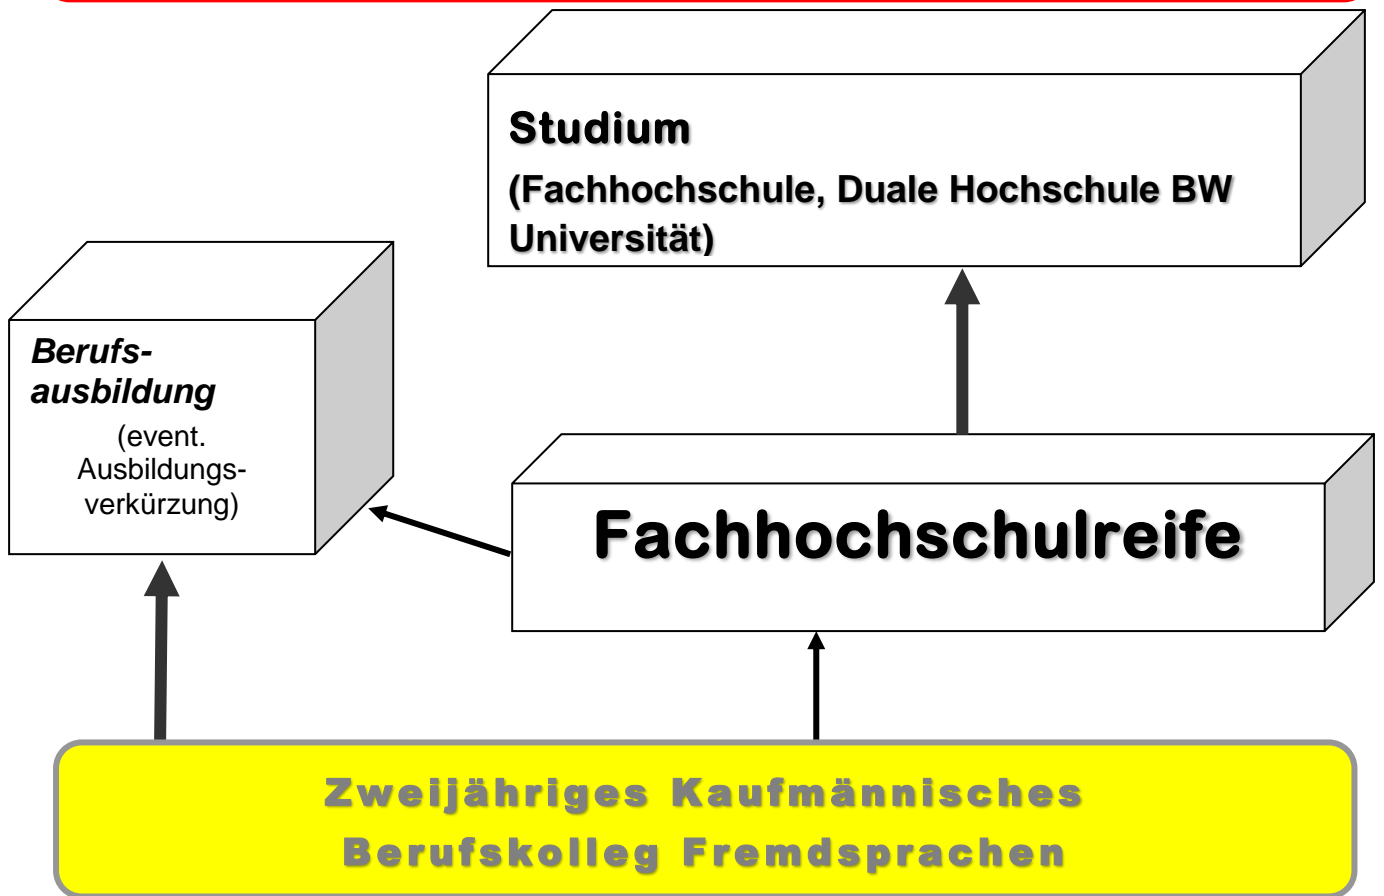 Studium
(Fachhochschule, Duale Hochschule BW
Universität)
Berufs-
ausbildung
(event.
Ausbildungs-
verkürzung)
Fachhochschulreife
Zweijähriges Kaufmännisches
Berufskolleg Fremdsprachen